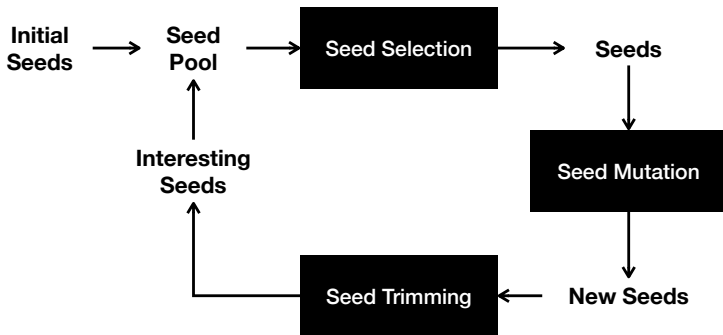 Initial
Seeds
Seed
Pool
Seed Selection
Seeds
Interesting
Seeds
Seed Mutation
Seed Trimming
New Seeds